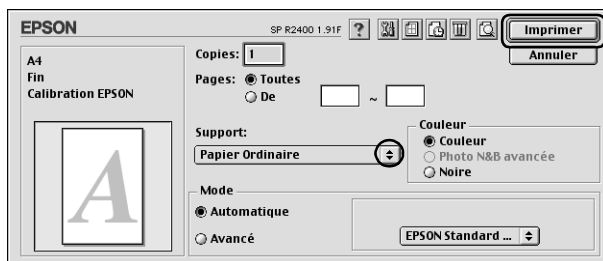 EPSON
SP R2400 1.91F
?
Imprimer
Annuler
A4
Fin
Calibration EPSON
A
Copies: 1
Pages: Toutes
De ~
Support:
Papier Ordinaire
Couleur
Couleur
Photo N&B avancée
Noire
Mode
Automatique
Avancé
EPSON Standard ...